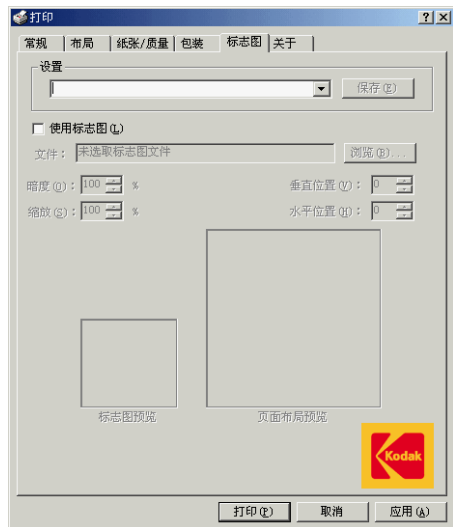 打印
常规 布局 纸张/质量 包装 标志图 关于
设置
保存(E)
使用标志图(L)
文件： 未选取标志图文件 浏览(B)...
暗度(D)： 100 % 垂直位置(V)： 0
缩放(S)： 100 % 水平位置(H)： 0
标志图预览 页面布局预览
Kodak
打印(P) 取消 应用(A)